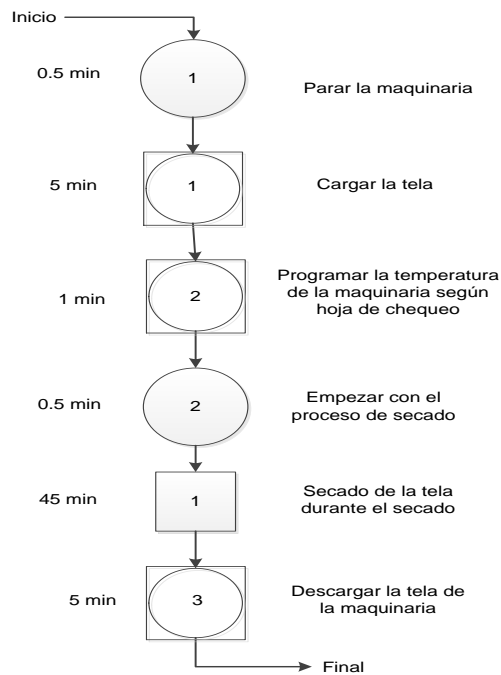 Inicio
0.5 min
1
Parar la maquinaria
5 min
1
Cargar la tela
1 min
2
Programar la temperatura
de la maquinaria según
hoja de chequeo
0.5 min
2
Empezar con el
proceso de secado
45 min
1
Secado de la tela
durante el secado
5 min
3
Descargar la tela de
la maquinaria
Final